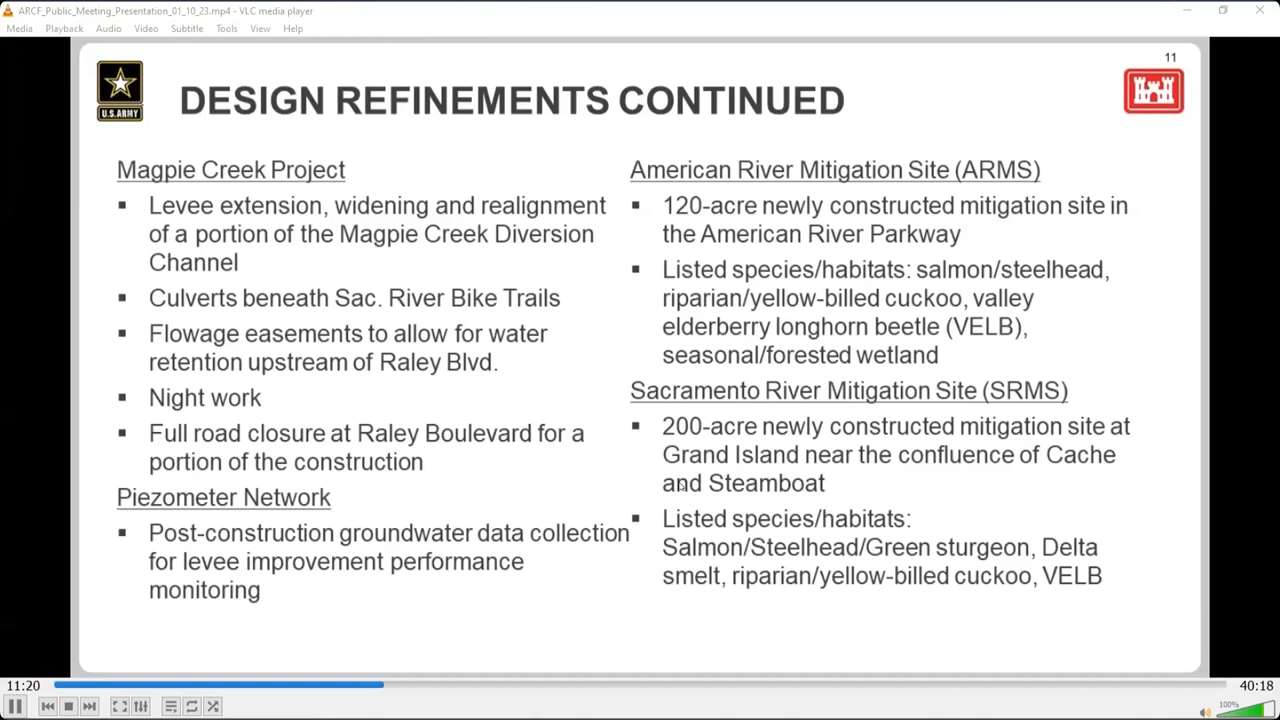 ARCF_Public_Meeting_Presentation_01_10_23.mp4 - VLC media player
Media Playback Audio Video Subtitle Tools View Help
11
U.S.ARMY
DESIGN REFINEMENTS CONTINUED
Magpie Creek Project
▪ Levee extension, widening and realignment
of a portion of the Magpie Creek Diversion
Channel
▪ Culverts beneath Sac. River Bike Trails
▪ Flowage easements to allow for water
retention upstream of Raley Blvd.
▪ Night work
▪ Full road closure at Raley Boulevard for a
portion of the construction
Piezometer Network
▪ Post-construction groundwater data collection
for levee improvement performance
monitoring
American River Mitigation Site (ARMS)
▪ 120-acre newly constructed mitigation site in
the American River Parkway
▪ Listed species/habitats: salmon/steelhead,
riparian/yellow-billed cuckoo, valley
elderberry longhorn beetle (VELB),
seasonal/forested wetland
Sacramento River Mitigation Site (SRMS)
▪ 200-acre newly constructed mitigation site at
Grand Island near the confluence of Cache
and Steamboat
▪ Listed species/habitats:
Salmon/Steelhead/Green sturgeon, Delta
smelt, riparian/yellow-billed cuckoo, VELB
11:20
40:18
100%